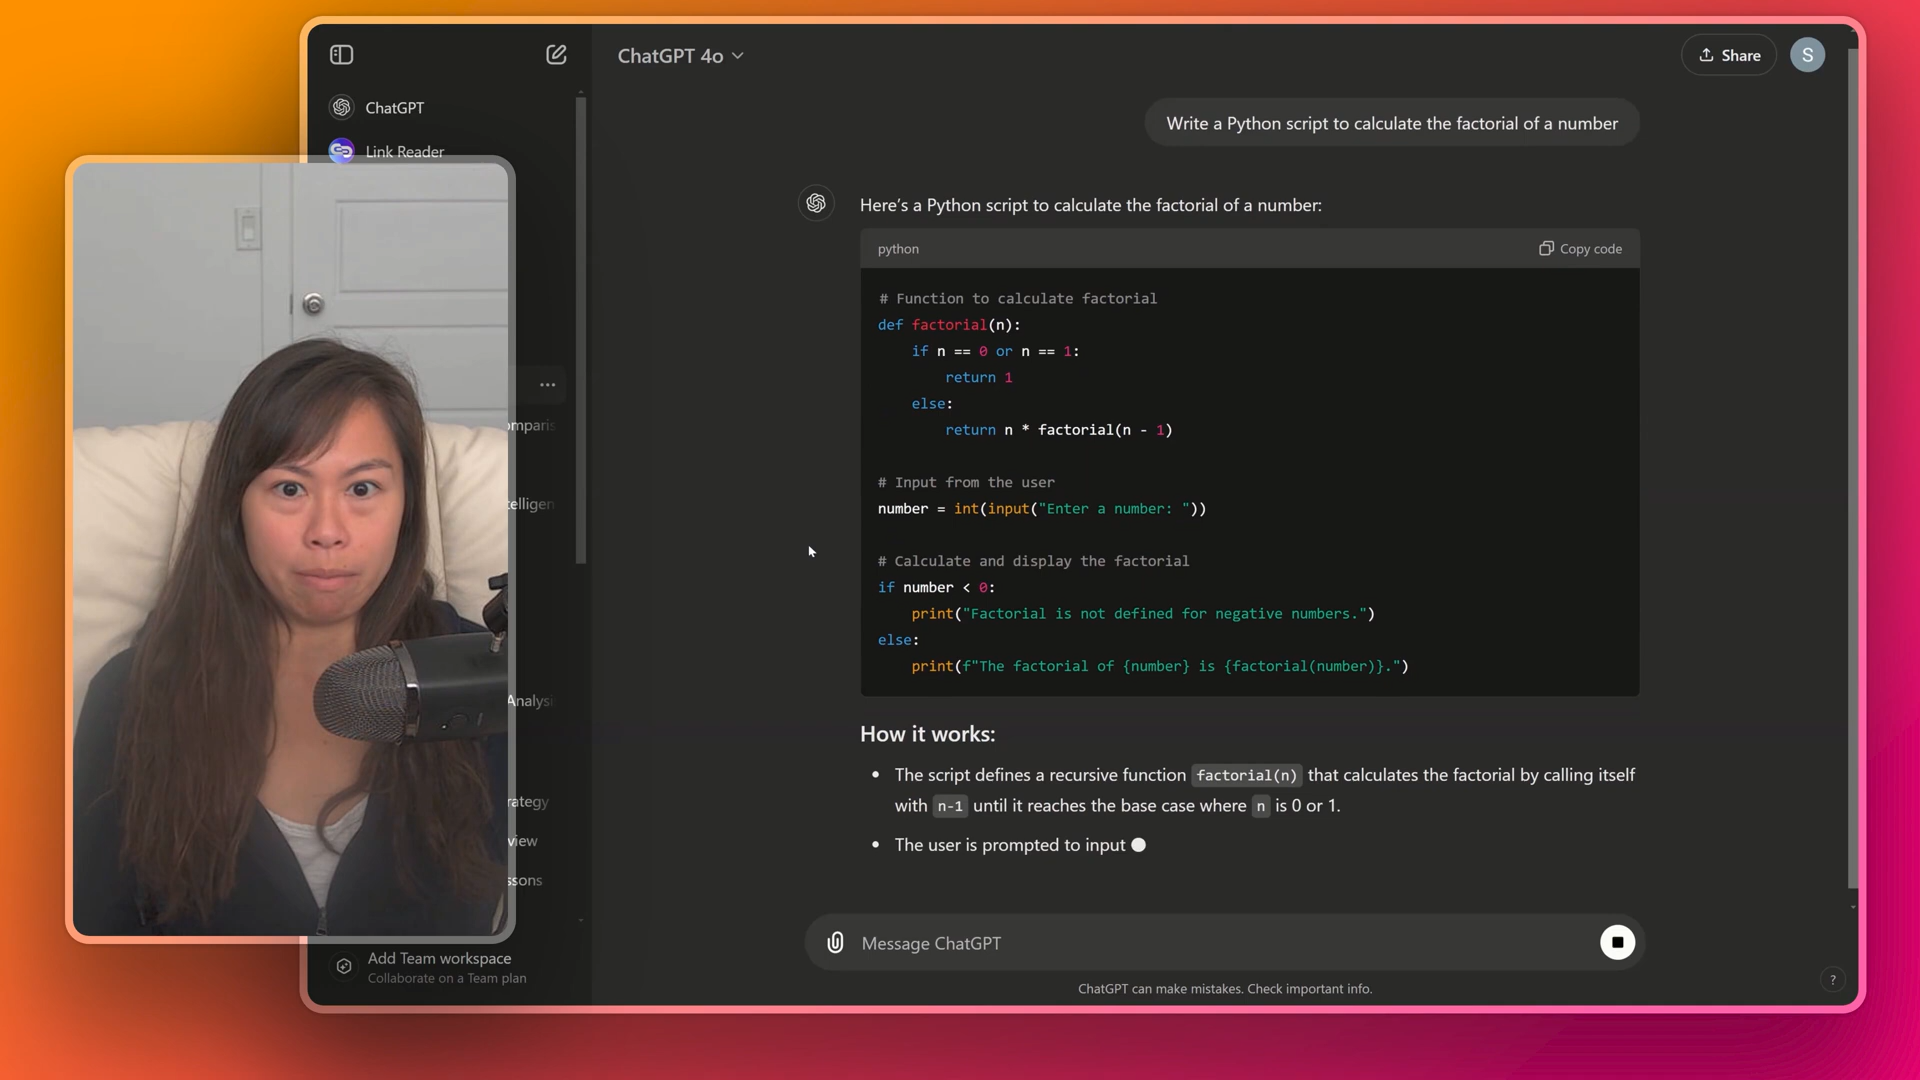 ChatGPT 4o
Share
S
ChatGPT
Link Reader
omparis
telligen
Analysi
rategy
view
ssons
Add Team workspace
Collaborate on a Team plan
Write a Python script to calculate the factorial of a number
Here's a Python script to calculate the factorial of a number:
python
Copy code
# Function to calculate factorial
def factorial(n):
    if n == 0 or n == 1:
        return 1
    else:
        return n * factorial(n - 1)
# Input from the user
number = int(input("Enter a number: "))
# Calculate and display the factorial
if number < 0:
    print("Factorial is not defined for negative numbers.")
else:
    print(f"The factorial of {number} is {factorial(number)}.")
How it works:
• The script defines a recursive function factorial(n) that calculates the factorial by calling itself
with n-1 until it reaches the base case where n is 0 or 1.
• The user is prompted to input
Message ChatGPT
ChatGPT can make mistakes. Check important info.
?